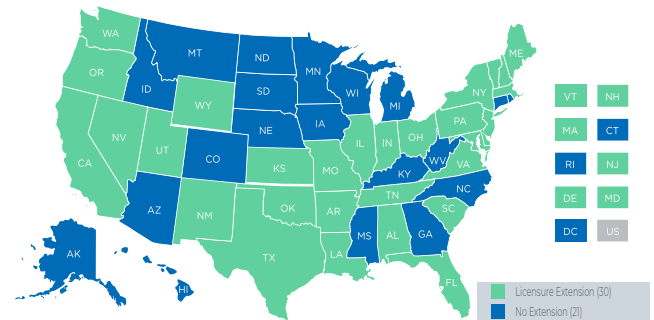 WA
MT
ND
MN
ME
OR
ID
SD
WI
MI
NY
WY
NE
IA
PA
NV
UT
CO
IL
IN
OH
CA
KS
MO
KY
WV
VA
AZ
NM
OK
AR
TN
NC
TX
LA
MS
AL
GA
SC
FL
AK
HI
VT NH
MA CT
RI NJ
DE MD
DC US
Licensure Extension (30)
No Extension (21)